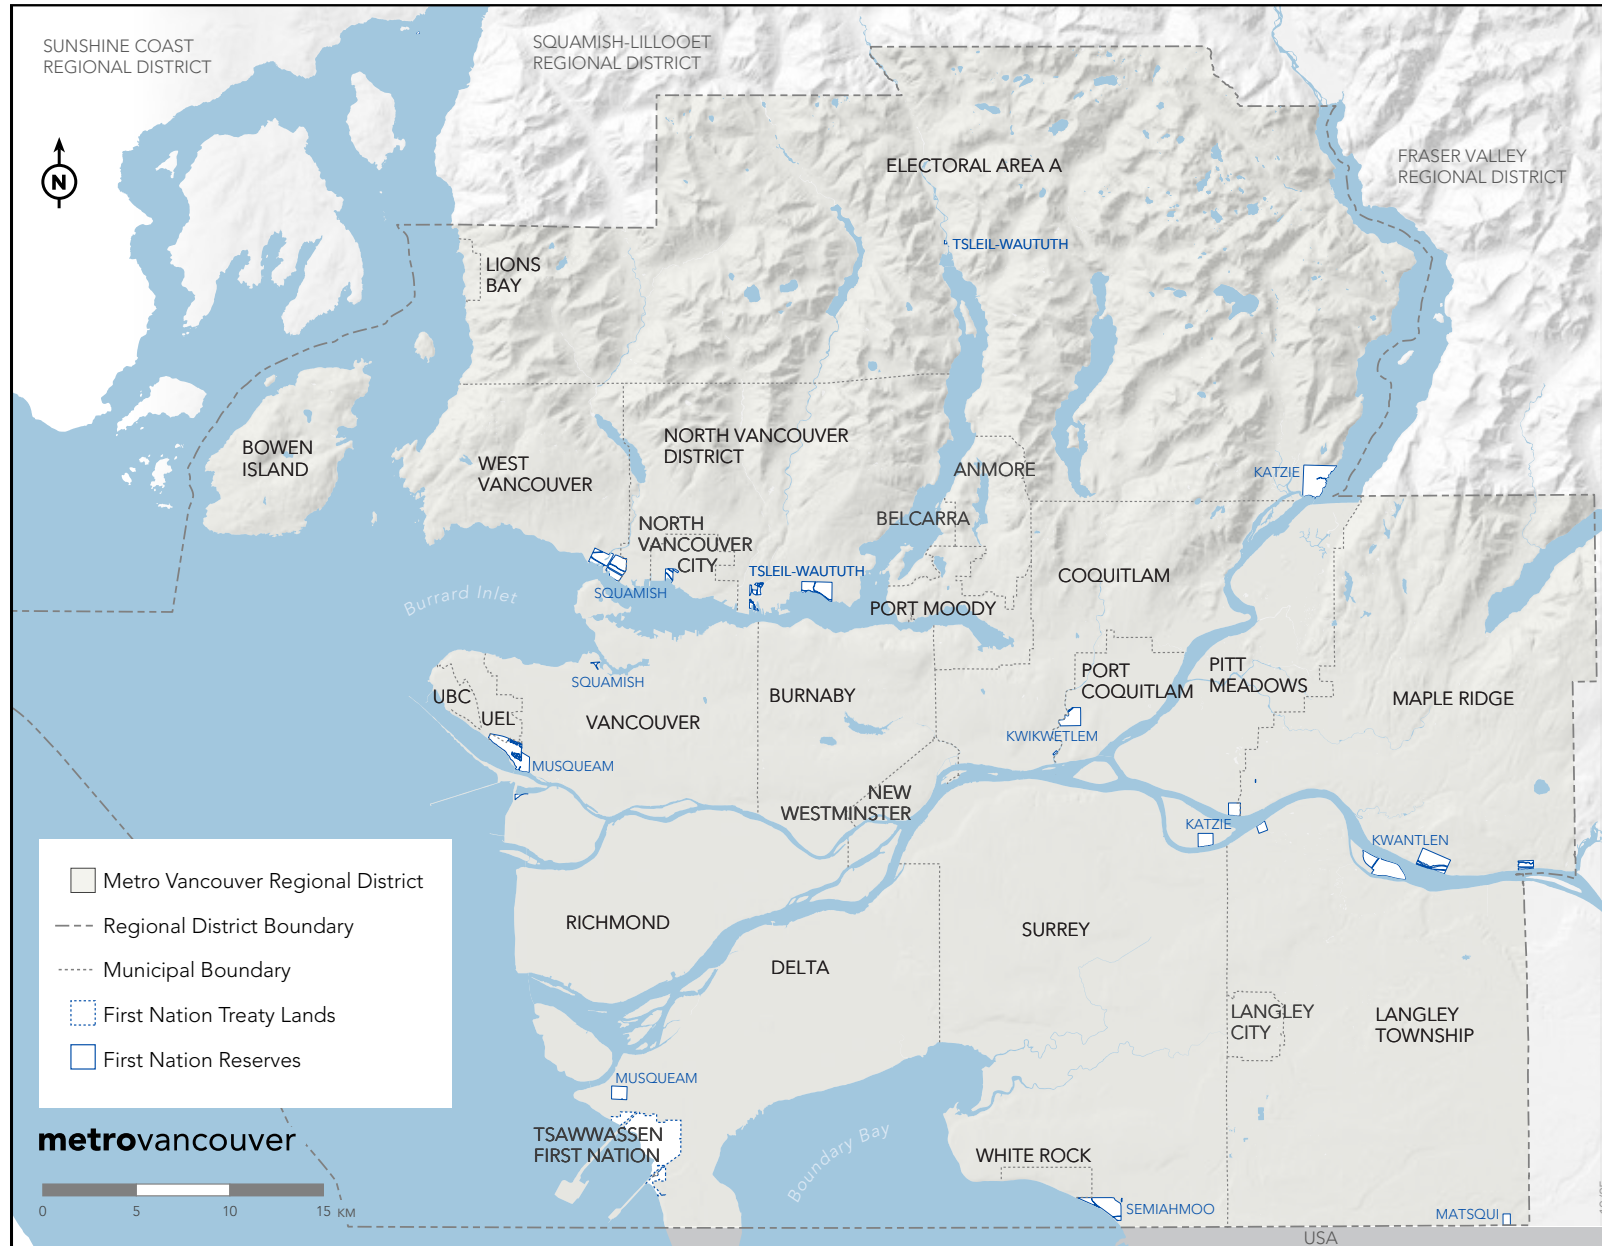 SUNSHINE COAST
REGIONAL DISTRICT
SQUAMISH-LILLOOET
REGIONAL DISTRICT
FRASER VALLEY
REGIONAL DISTRICT
N
ELECTORAL AREA A
TSLEIL-WAUTUTH
LIONS
BAY
BOWEN
ISLAND
WEST
VANCOUVER
NORTH VANCOUVER
DISTRICT
ANMORE
KATZIE
BELCARRA
NORTH
VANCOUVER
CITY
TSLEIL-WAUTUTH
SQUAMISH
Burrard Inlet
COQUITLAM
PORT MOODY
SQUAMISH
UBC
UEL
VANCOUVER
BURNABY
PORT
COQUITLAM
PITT
MEADOWS
MAPLE RIDGE
KWIKWETLEM
MUSQUEAM
NEW
WESTMINSTER
KATZIE
KWANTLEN
Metro Vancouver Regional District
Regional District Boundary
Municipal Boundary
First Nation Treaty Lands
First Nation Reserves
RICHMOND
DELTA
SURREY
LANGLEY
CITY
LANGLEY
TOWNSHIP
MUSQUEAM
TSAWWASSEN
FIRST NATION
Boundary Bay
WHITE ROCK
SEMIAHMOO
MATSQUI
USA
metrovancouver
0 5 10 15 KM